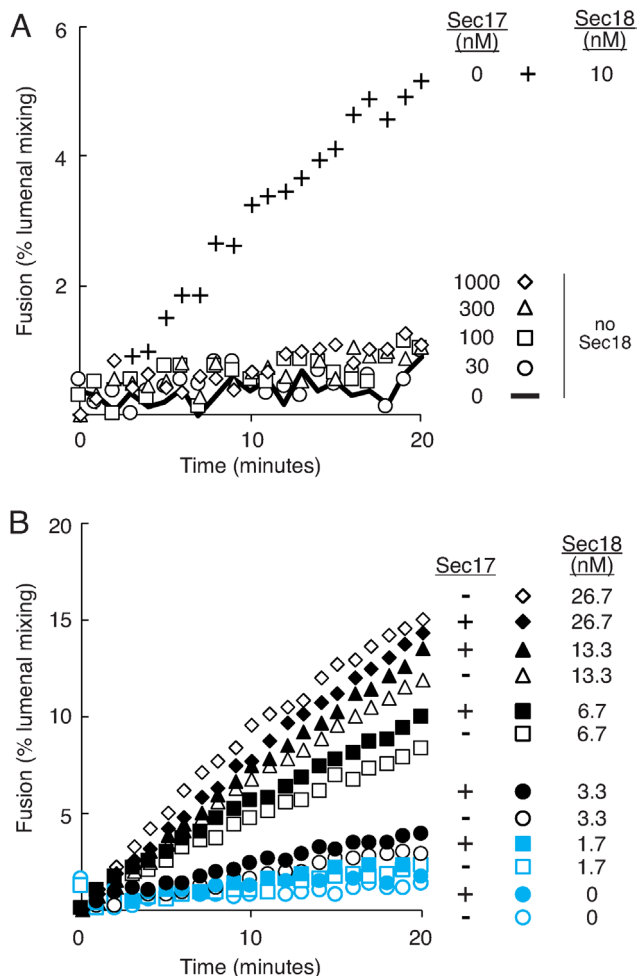 A
Sec17 (nM)
Sec18 (nM)
0 + 10
6
4
2
Fusion (% lumenal mixing)
1000
300
100
30
0
no Sec18
0 10 20
Time (minutes)
B
Sec17
Sec18 (nM)
20
15
10
5
Fusion (% lumenal mixing)
- 26.7
+ 26.7
+ 13.3
- 13.3
+ 6.7
- 6.7
+ 3.3
- 3.3
+ 1.7
- 1.7
+ 0
- 0
0 10 20
Time (minutes)